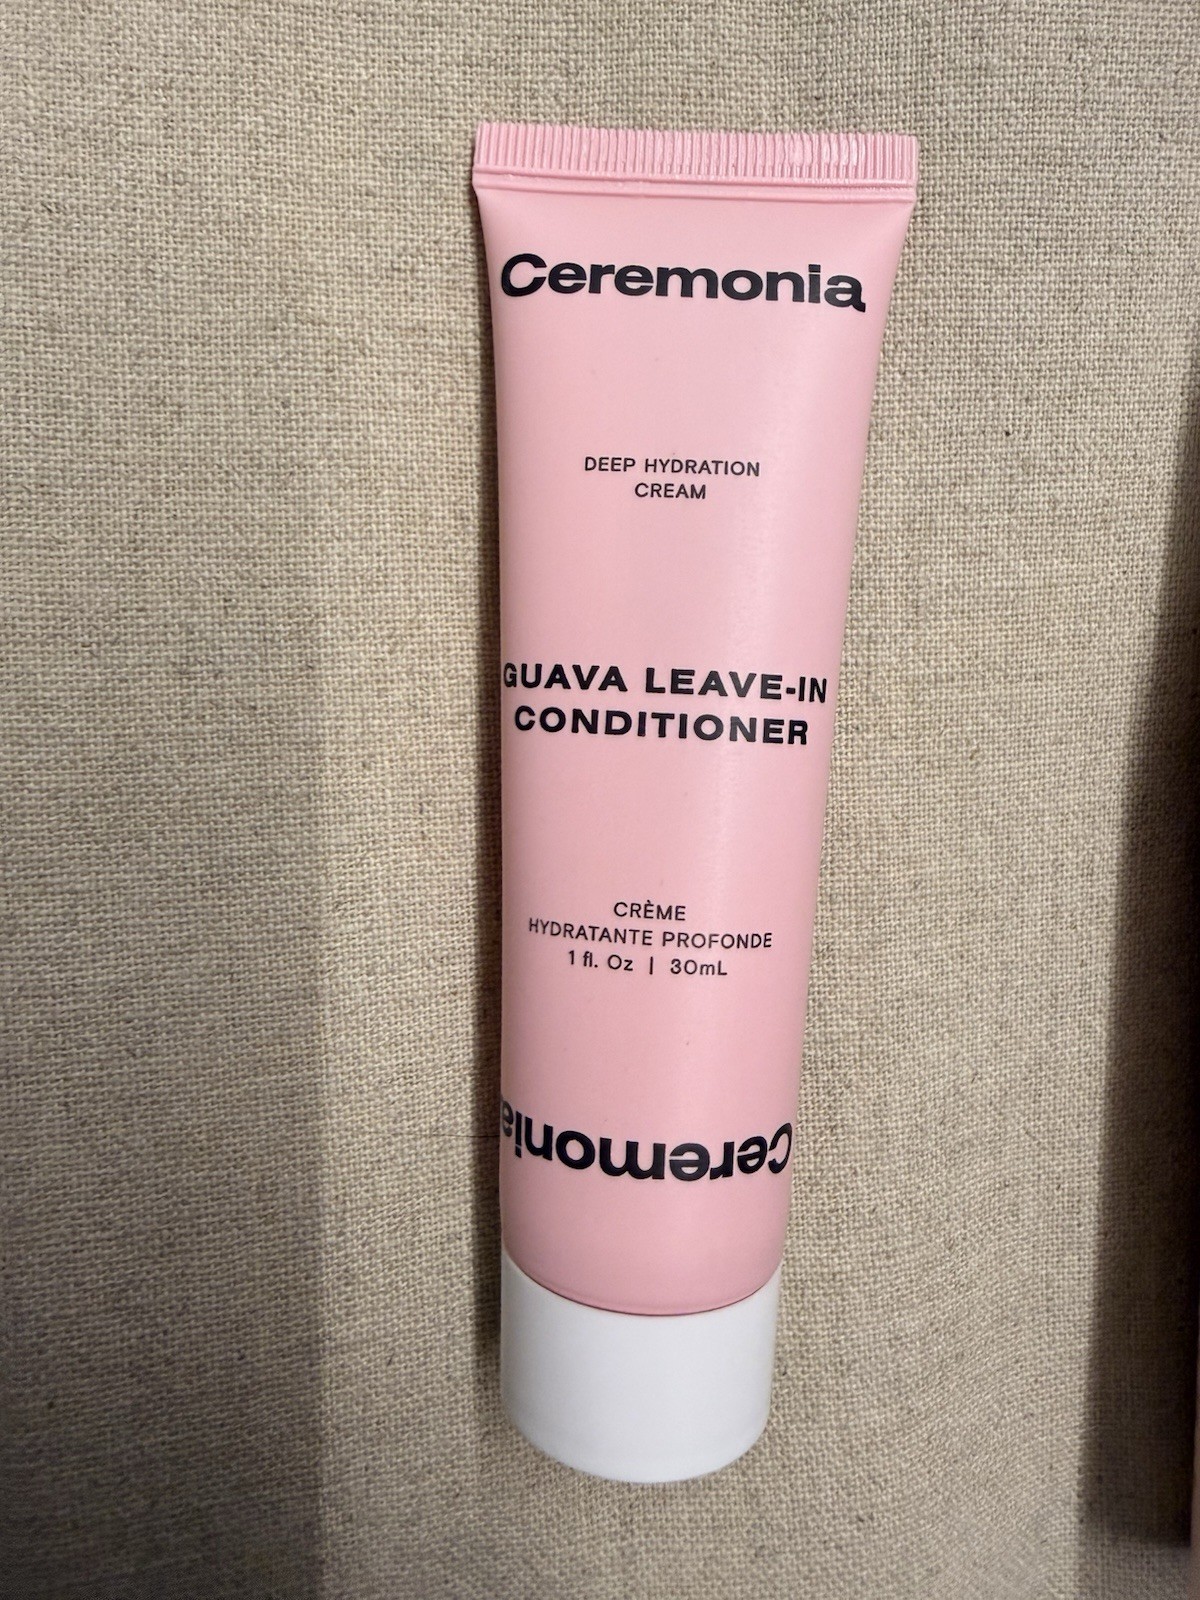 Ceremonia
DEEP HYDRATION
CREAM
GUAVA LEAVE-IN
CONDITIONER
CRÈME
HYDRATANTE PROFONDE
1 fl. Oz | 30mL
Ceremonia